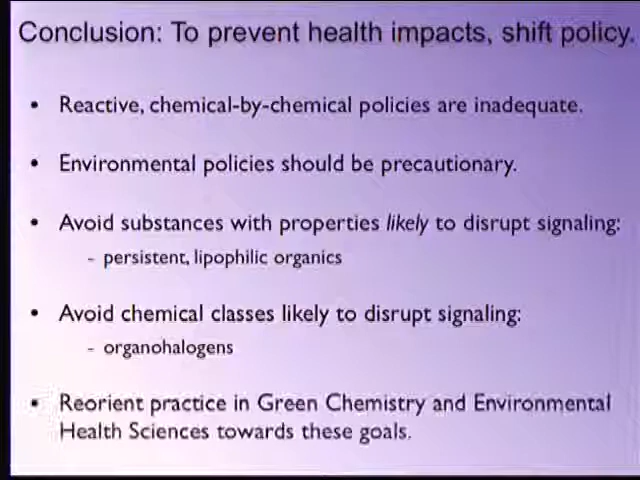 Conclusion: To prevent health impacts, shift policy.
• Reactive, chemical-by-chemical policies are inadequate.
• Environmental policies should be precautionary.
• Avoid substances with properties likely to disrupt signaling:
- persistent, lipophilic organics
• Avoid chemical classes likely to disrupt signaling:
- organohalogens
• Reorient practice in Green Chemistry and Environmental
Health Sciences towards these goals.